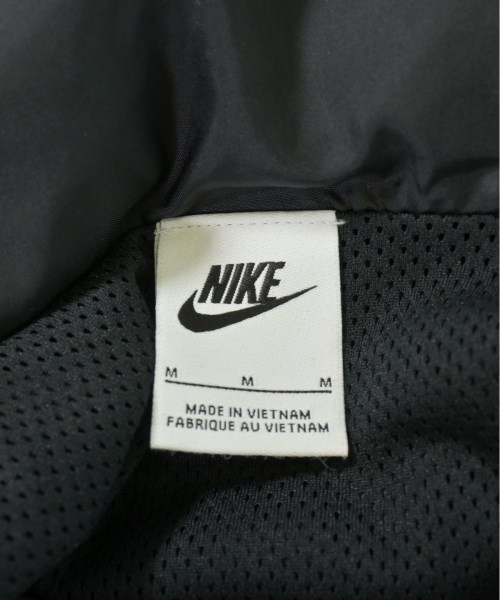 NIKE
M M M
MADE IN VIETNAM
FABRIQUE AU VIETNAM